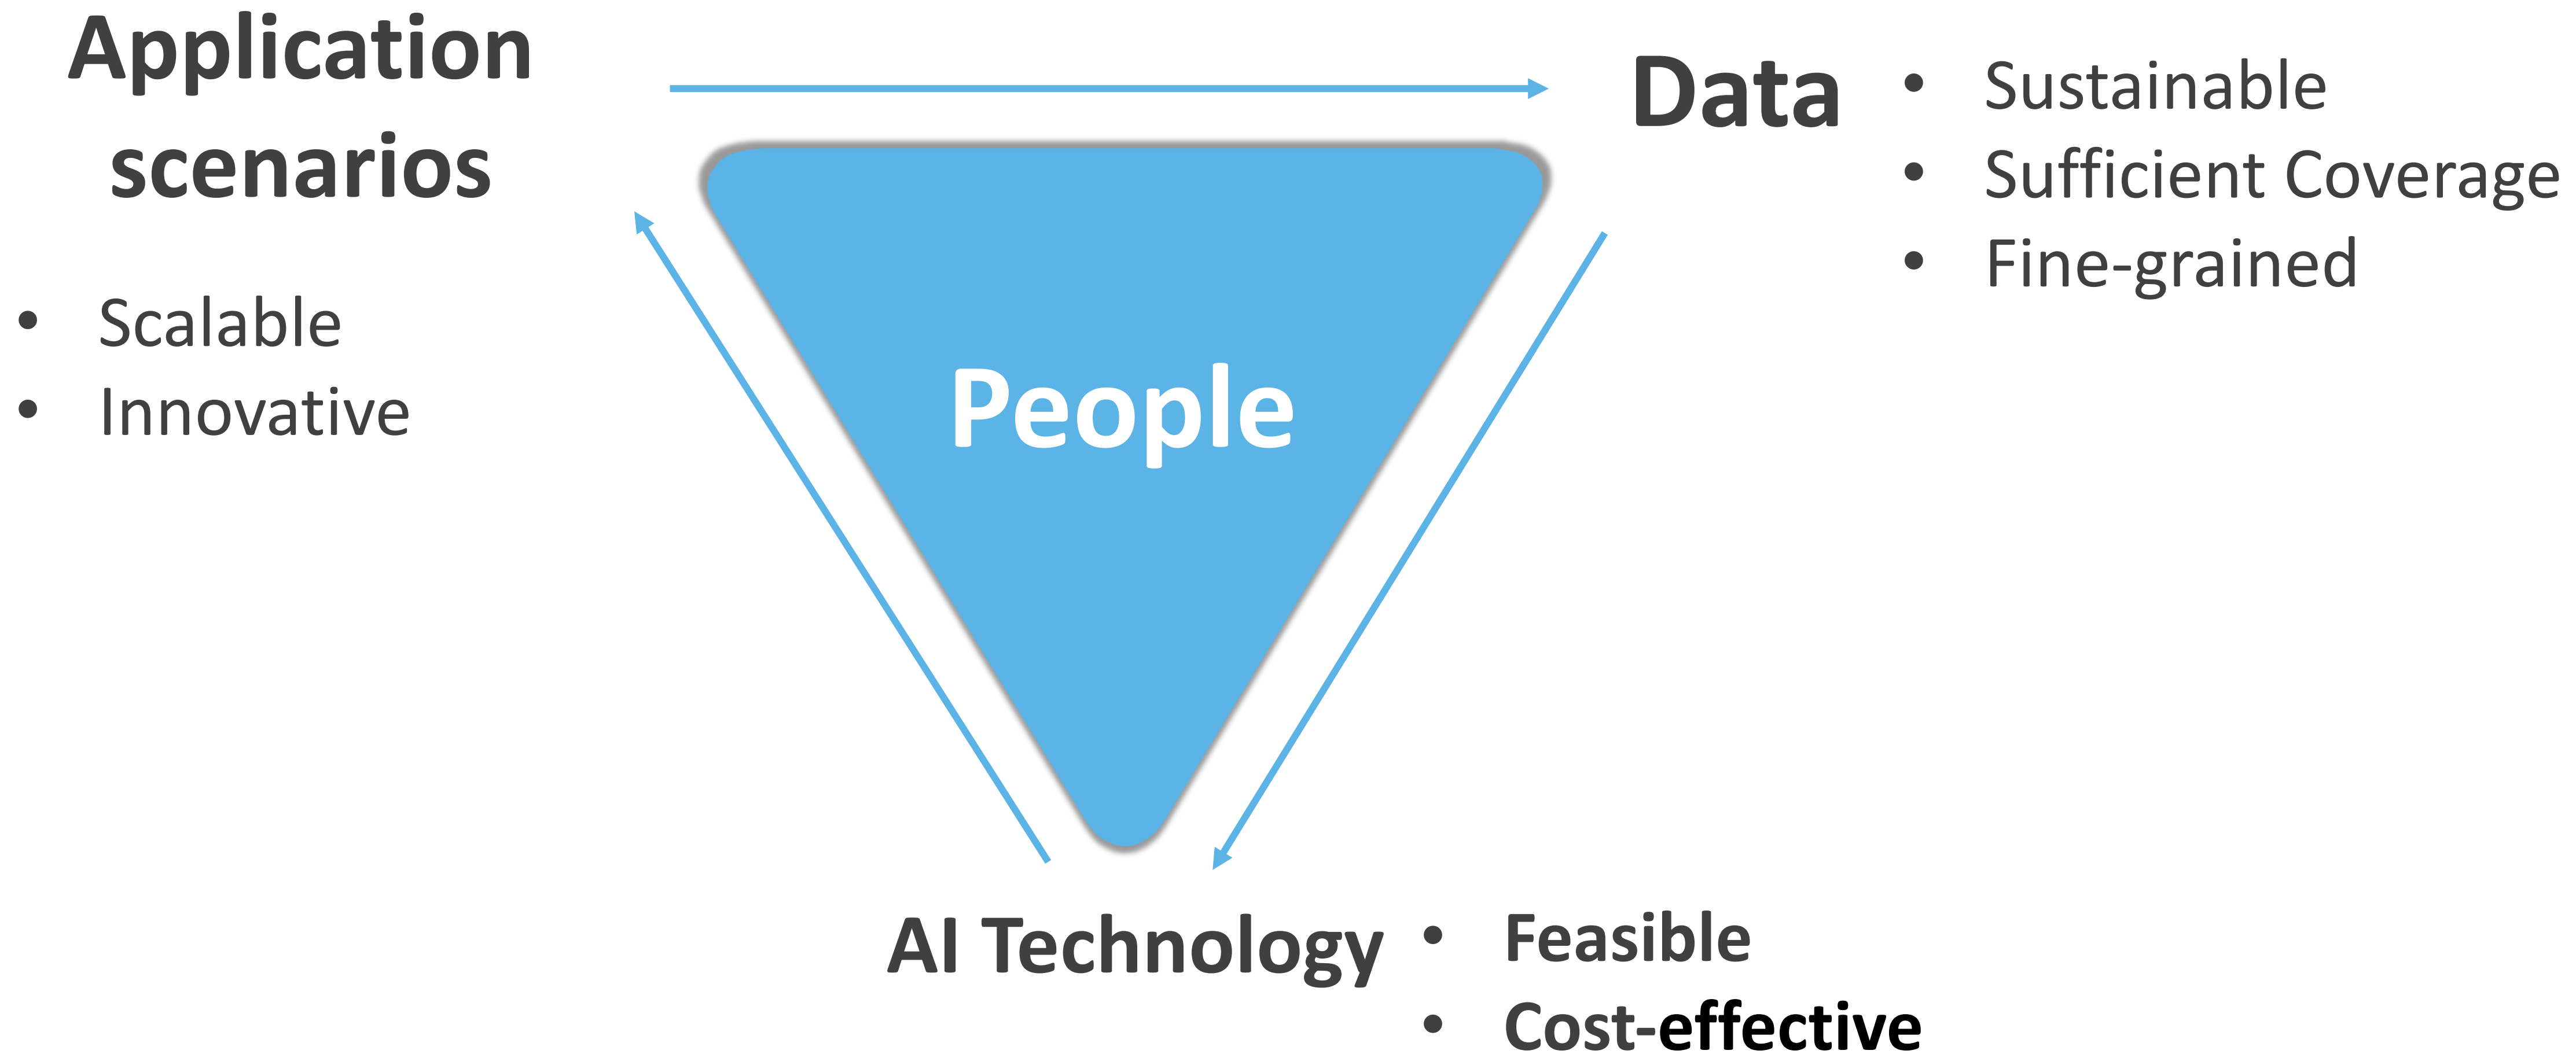 Application
scenarios
• Scalable
• Innovative
Data
• Sustainable
• Sufficient Coverage
• Fine-grained
People
AI Technology
• Feasible
• Cost-effective